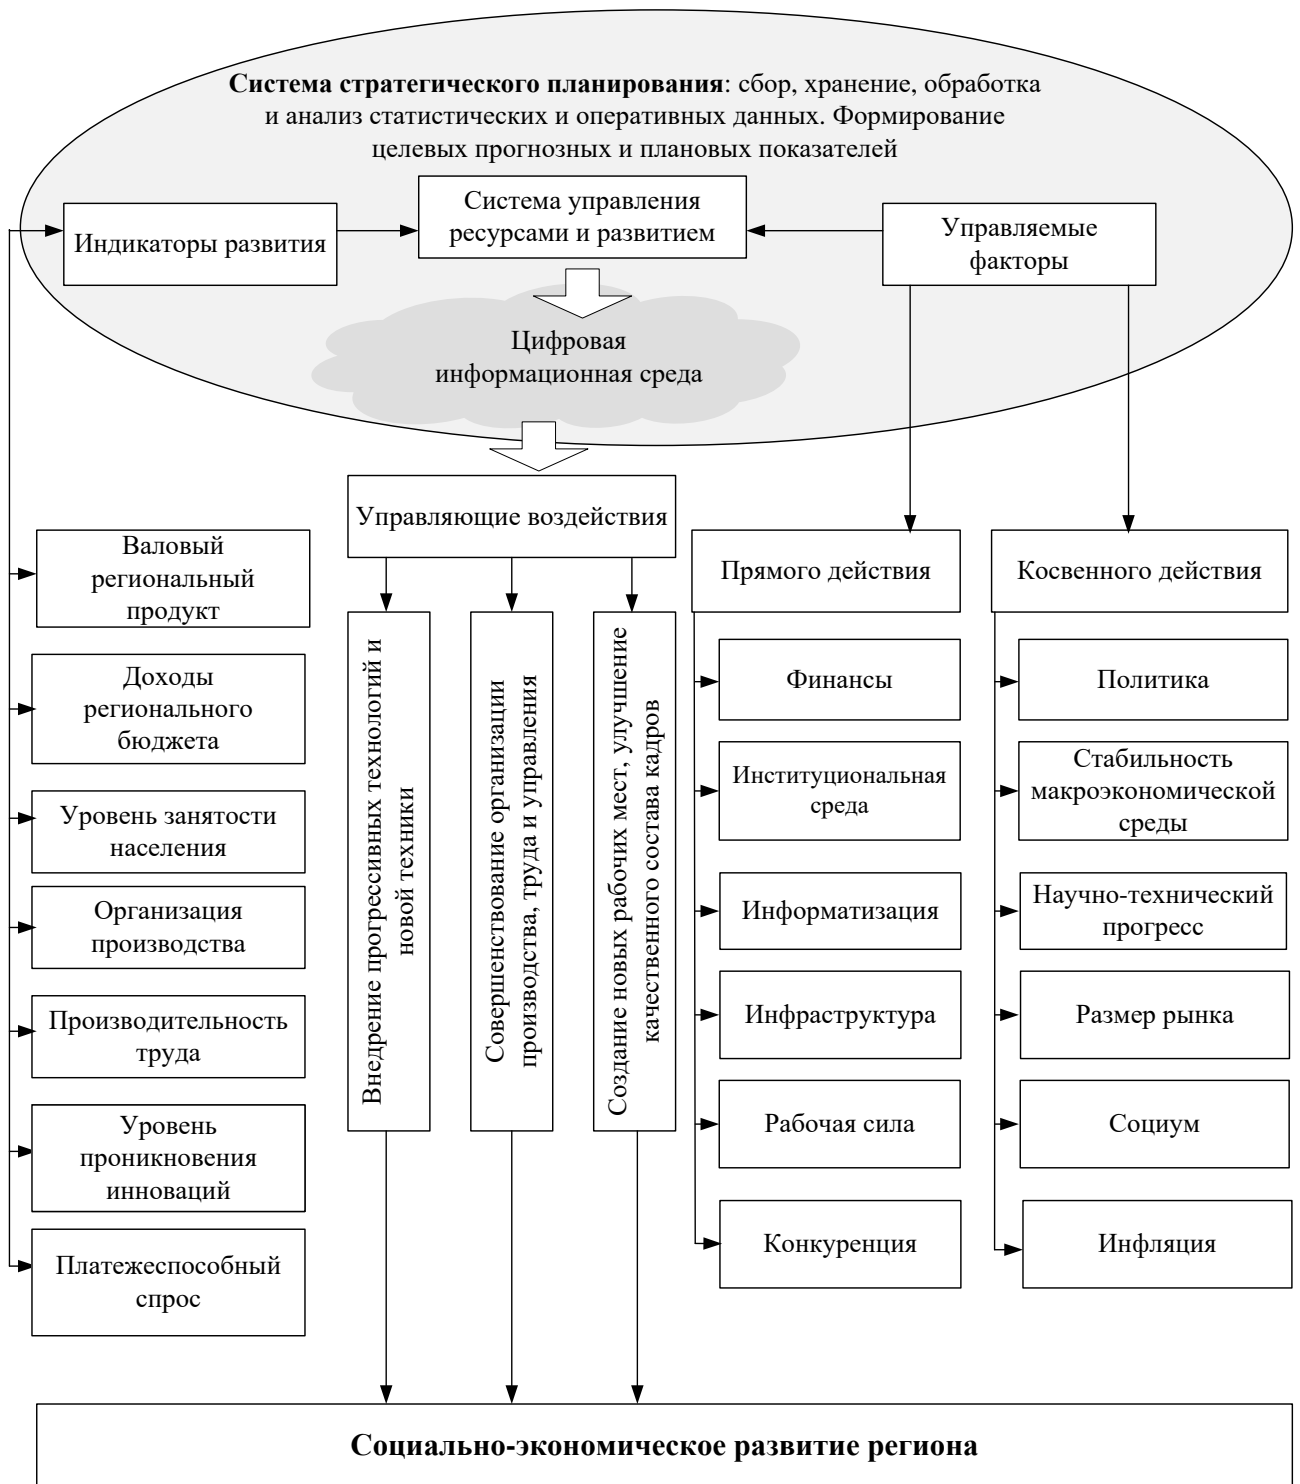 Система стратегического планирования: сбор, хранение, обработка
и анализ статистических и оперативных данных. Формирование
целевых прогнозных и плановых показателей
Индикаторы развития
Система управления
ресурсами и развитием
Управляемые
факторы
Цифровая
информационная среда
Управляющие воздействия
Внедрение прогрессивных технологий и
новой техники
Совершенствование организации
производства, труда и управления
Создание новых рабочих мест, улучшение
качественного состава кадров
Валовый
региональный
продукт
Доходы
регионального
бюджета
Уровень занятости
населения
Организация
производства
Производительность
труда
Уровень
проникновения
инноваций
Платежеспособный
спрос
Прямого действия
Финансы
Институциональная
среда
Информатизация
Инфраструктура
Рабочая сила
Конкуренция
Косвенного действия
Политика
Стабильность
макроэкономической
среды
Научно-технический
прогресс
Размер рынка
Социум
Инфляция
Социально-экономическое развитие региона